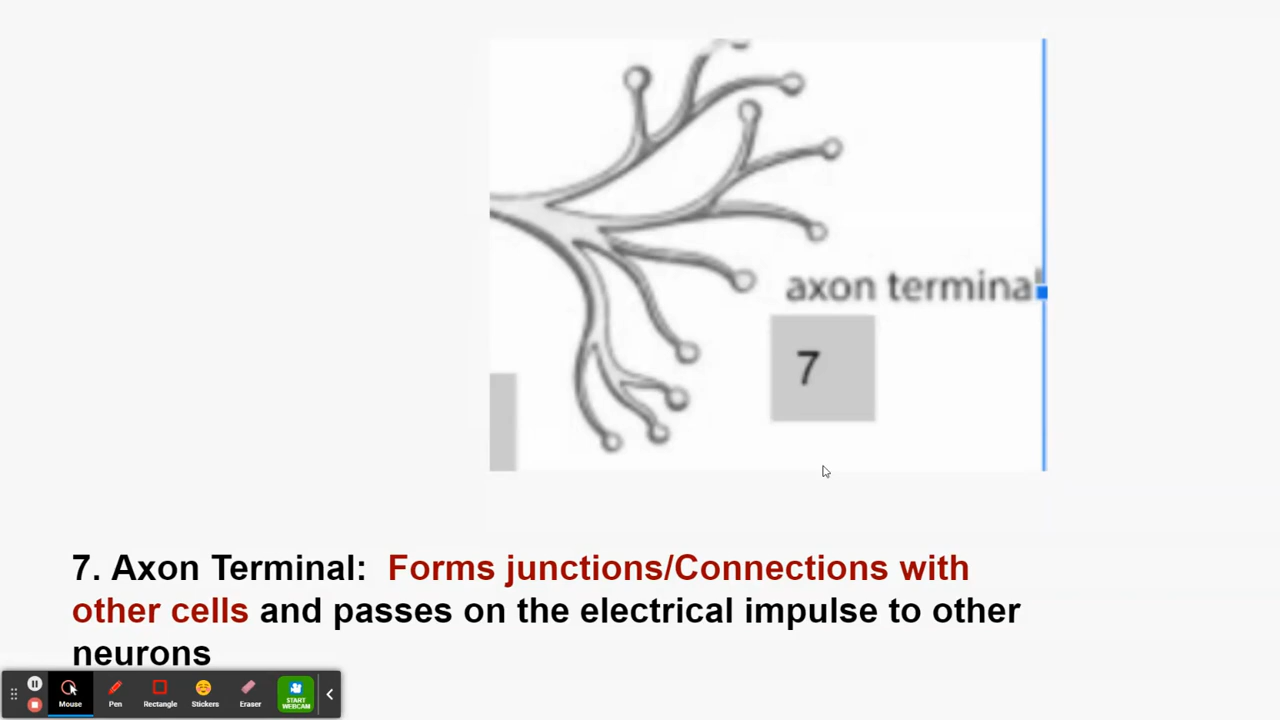 axon terminal
7
7. Axon Terminal: Forms junctions/Connections with
other cells and passes on the electrical impulse to other
neurons
Mouse
Pen
Rectangle
Stickers
Eraser
START
WEBCAM